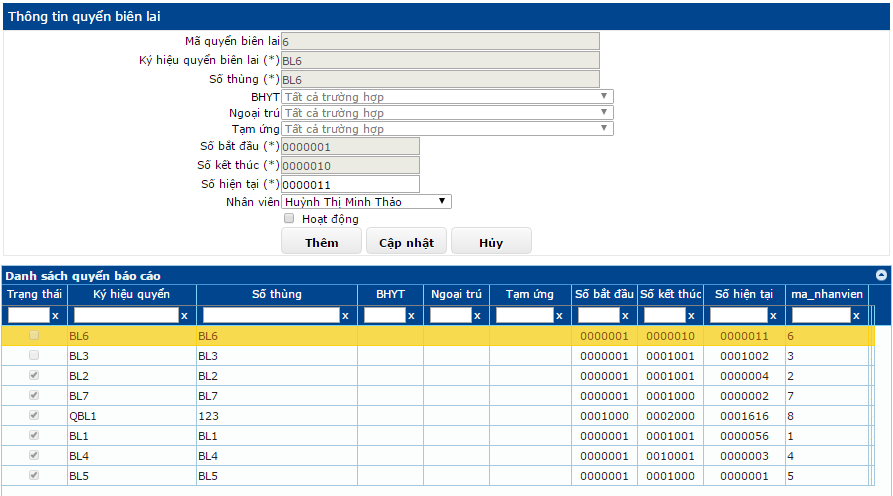 Thông tin quyển biên lai
Mã quyển biên lai 6
Ký hiệu quyển biên lai (*) BL6
Số thùng (*) BL6
BHYT Tất cả trường hợp
Ngoại trú Tất cả trường hợp
Tạm ứng Tất cả trường hợp
Số bắt đầu (*) 0000001
Số kết thúc (*) 0000010
Số hiện tại (*) 0000011
Nhân viên Huỳnh Thị Minh Thảo
Hoạt động
Thêm Cập nhật Hủy
Danh sách quyển báo cáo
Trạng thái Ký hiệu quyển Số thùng BHYT Ngoại trú Tạm ứng Số bắt đầu Số kết thúc Số hiện tại ma_nhanvien
x x x x x x x x x x
BL6 BL6 0000001 0000010 0000011 6
BL3 BL3 0000001 0001001 0001002 3
BL2 BL2 0000001 0001001 0000004 2
BL7 BL7 0000001 0001000 0000002 7
QBL1 123 0001000 0002000 0001616 8
BL1 BL1 0000001 0001001 0000056 1
BL4 BL4 0000001 0010001 0000003 4
BL5 BL5 0000001 0001000 0000001 5